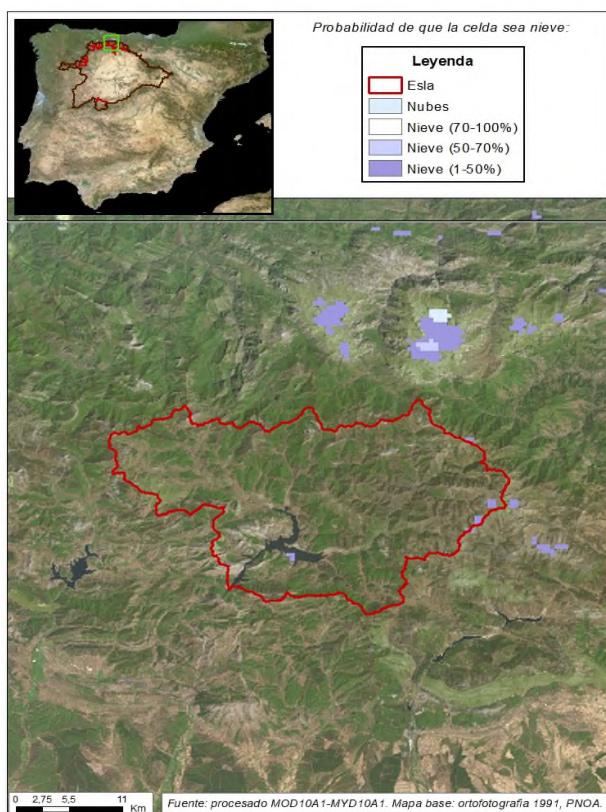 Probabilidad de que la celda sea nieve:
Leyenda
Esla
Nubes
Nieve (70-100%)
Nieve (50-70%)
Nieve (1-50%)
0 2,75 5,5 11
Km
Fuente: procesado MOD10A1-MYD10A1. Mapa base: ortofotografía 1991, PNOA